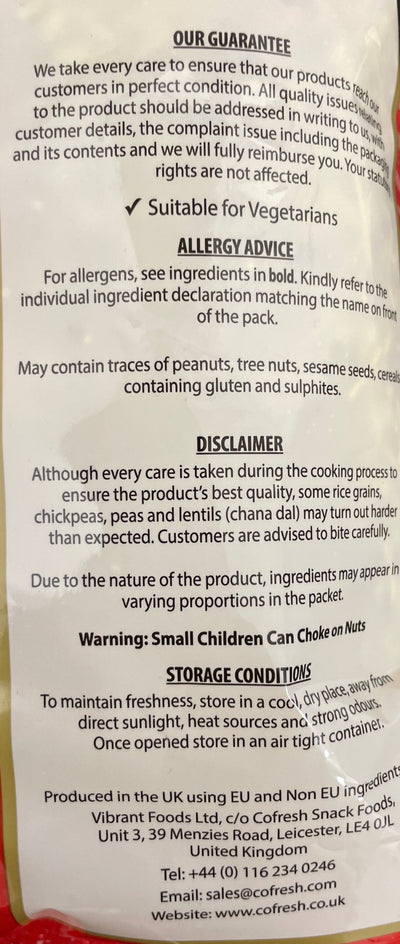 OUR GUARANTEE
We take every care to ensure that our products reach our
customers in perfect condition. All quality issues relating
to the product should be addressed in writing to us, with
customer details, the complaint issue including the packaging
and its contents and we will fully reimburse you. Your statutory
rights are not affected.
✓ Suitable for Vegetarians
ALLERGY ADVICE
For allergens, see ingredients in bold. Kindly refer to the
individual ingredient declaration matching the name on front
of the pack.
May contain traces of peanuts, tree nuts, sesame seeds, cereals
containing gluten and sulphites.
DISCLAIMER
Although every care is taken during the cooking process to
ensure the product's best quality, some rice grains,
chickpeas, peas and lentils (chana dal) may turn out harder
than expected. Customers are advised to bite carefully.
Due to the nature of the product, ingredients may appear in
varying proportions in the packet.
Warning: Small Children Can Choke on Nuts
STORAGE CONDITIONS
To maintain freshness, store in a cool, dry place, away from
direct sunlight, heat sources and strong odours.
Once opened store in an air tight container.
Produced in the UK using EU and Non EU ingredients
Vibrant Foods Ltd, c/o Cofresh Snack Foods,
Unit 3, 39 Menzies Road, Leicester, LE4 0JL
United Kingdom
Tel: +44 (0) 116 234 0246
Email: sales@cofresh.com
Website: www.cofresh.co.uk